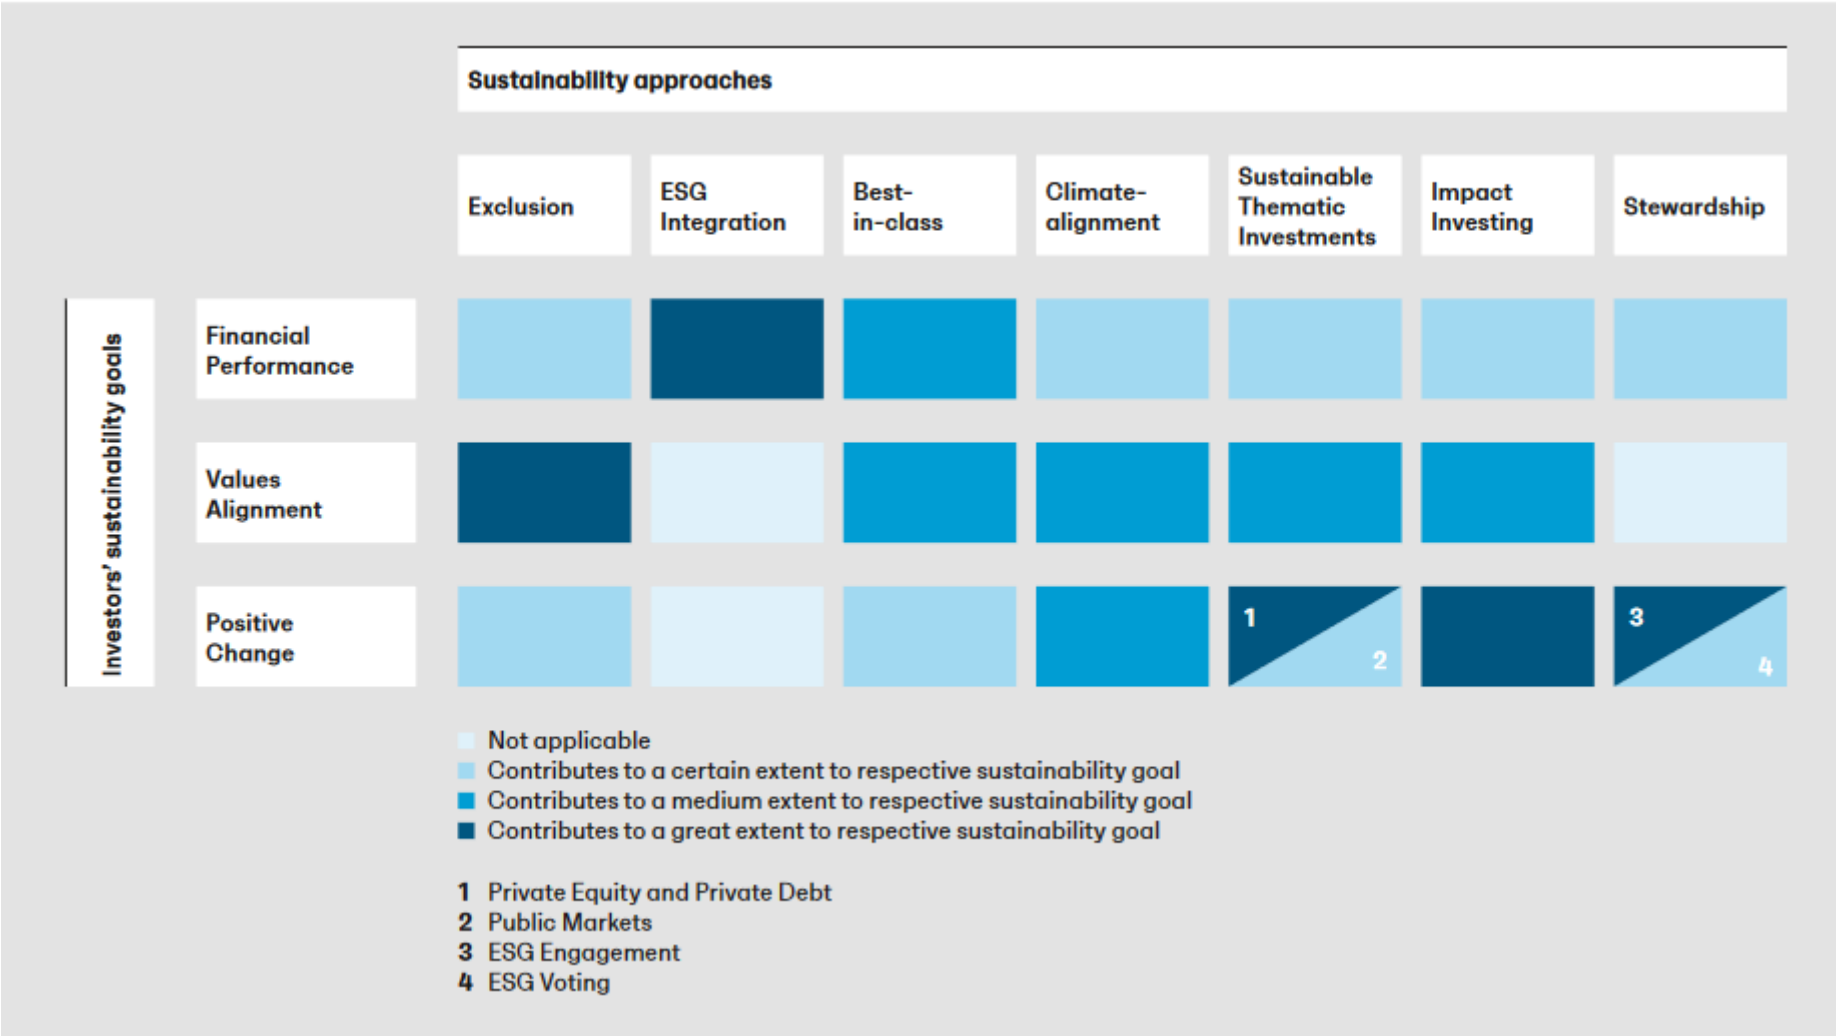 Sustainability approaches
Exclusion
ESG
Integration
Best-
in-class
Climate-
alignment
Sustainable
Thematic
Investments
Impact
Investing
Stewardship
Investors' sustainability goals
Financial
Performance
Values
Alignment
Positive
Change
1
2
3
4
Not applicable
Contributes to a certain extent to respective sustainability goal
Contributes to a medium extent to respective sustainability goal
Contributes to a great extent to respective sustainability goal
1 Private Equity and Private Debt
2 Public Markets
3 ESG Engagement
4 ESG Voting